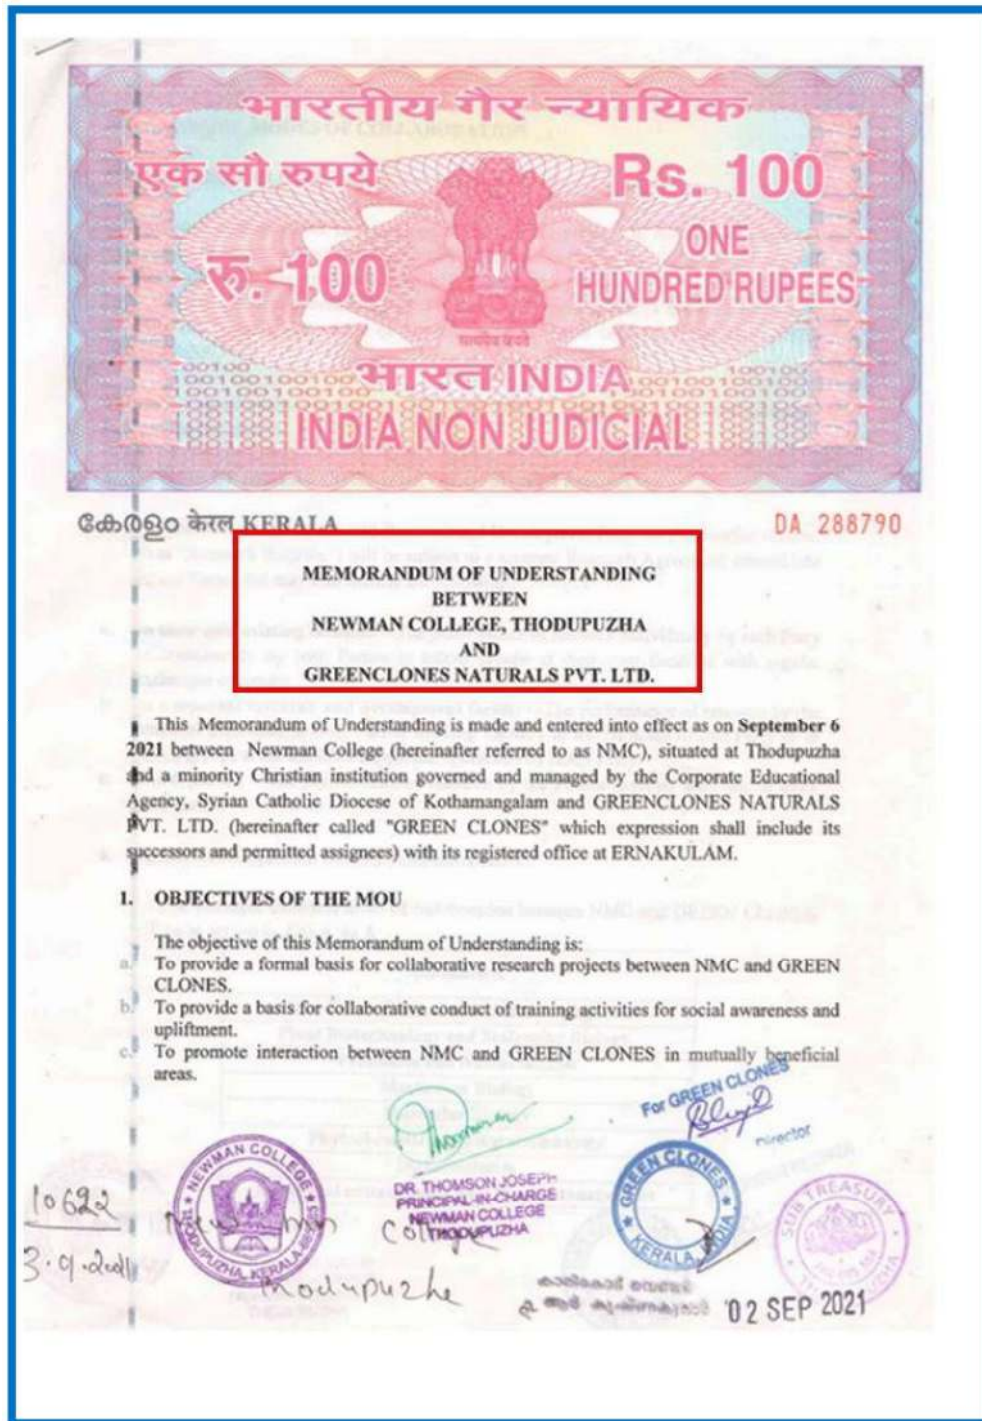 भारतीय गैर न्यायिक
एक सौ रुपये
Rs. 100
रु. 100
ONE
HUNDRED RUPEES
सत्यमेव जयते
भारत INDIA
INDIA NON JUDICIAL
കേരളം केरल KERALA
DA 288790
MEMORANDUM OF UNDERSTANDING
BETWEEN
NEWMAN COLLEGE, THODUPUZHA
AND
GREENCLONES NATURALS PVT. LTD.
This Memorandum of Understanding is made and entered into effect as on September 6
2021 between Newman College (hereinafter referred to as NMC), situated at Thodupuzha
and a minority Christian institution governed and managed by the Corporate Educational
Agency, Syrian Catholic Diocese of Kothamangalam and GREENCLONES NATURALS
PVT. LTD. (hereinafter called "GREEN CLONES" which expression shall include its
successors and permitted assignees) with its registered office at ERNAKULAM.
1. OBJECTIVES OF THE MOU
The objective of this Memorandum of Understanding is:
a. To provide a formal basis for collaborative research projects between NMC and GREEN
CLONES.
b. To provide a basis for collaborative conduct of training activities for social awareness and
upliftment.
c. To promote interaction between NMC and GREEN CLONES in mutually beneficial
areas.
For GREEN CLONES
Director
NEWMAN COLLEGE
THODUPUZHA, KERALA
DR. THOMSON JOSEPH
PRINCIPAL-IN-CHARGE
NEWMAN COLLEGE
THODUPUZHA
GREEN CLONES
KERALA, INDIA
SUB TREASURY
10622
3.9.2021
Newman College
Thodupuzha
02 SEP 2021